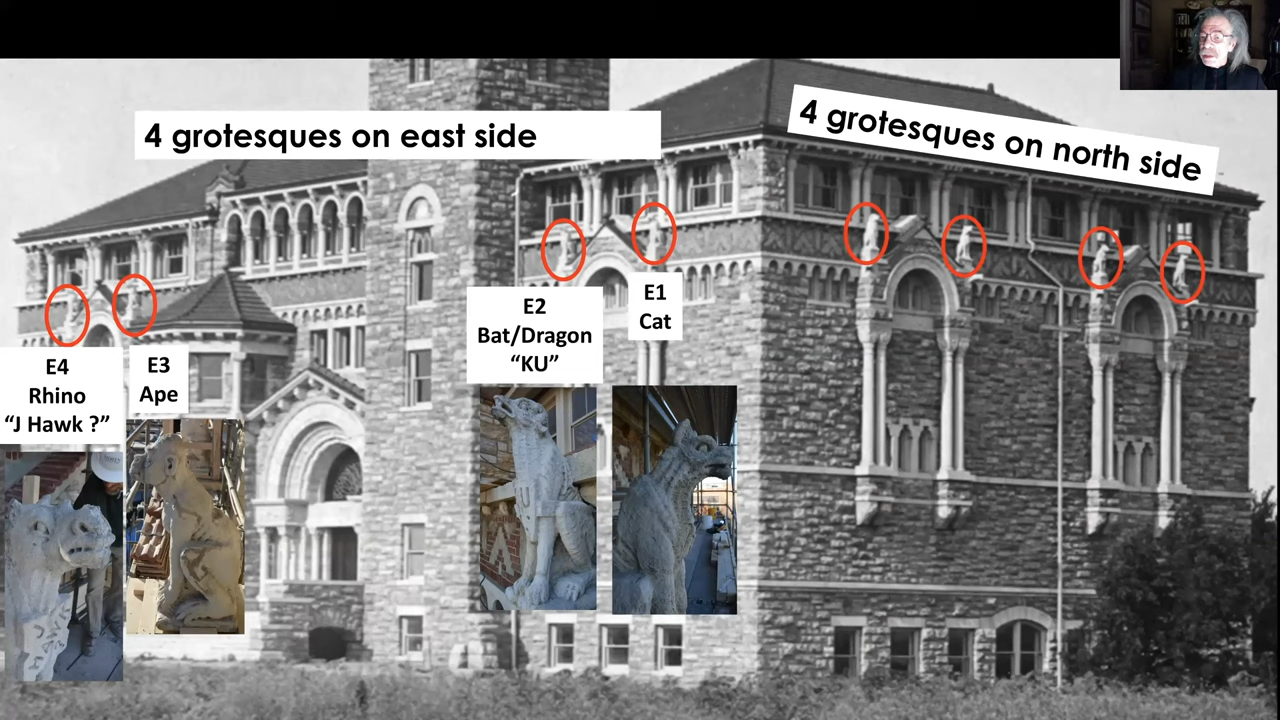 4 grotesques on east side
4 grotesques on north side
E4
Rhino
“J Hawk ?”
E3
Ape
E2
Bat/Dragon
“KU”
E1
Cat